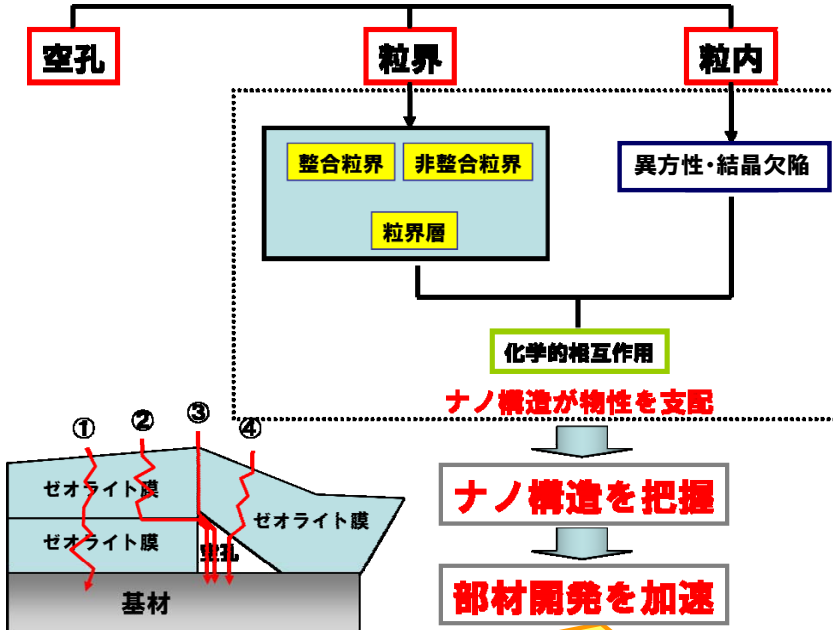 空孔
粒界
粒内
整合粒界
非整合粒界
粒界層
異方性・結晶欠陥
化学的相互作用
ナノ構造が物性を支配
ナノ構造を把握
部材開発を加速
①
②
③
④
ゼオライト膜
ゼオライト膜
ゼオライト膜
空孔
基材